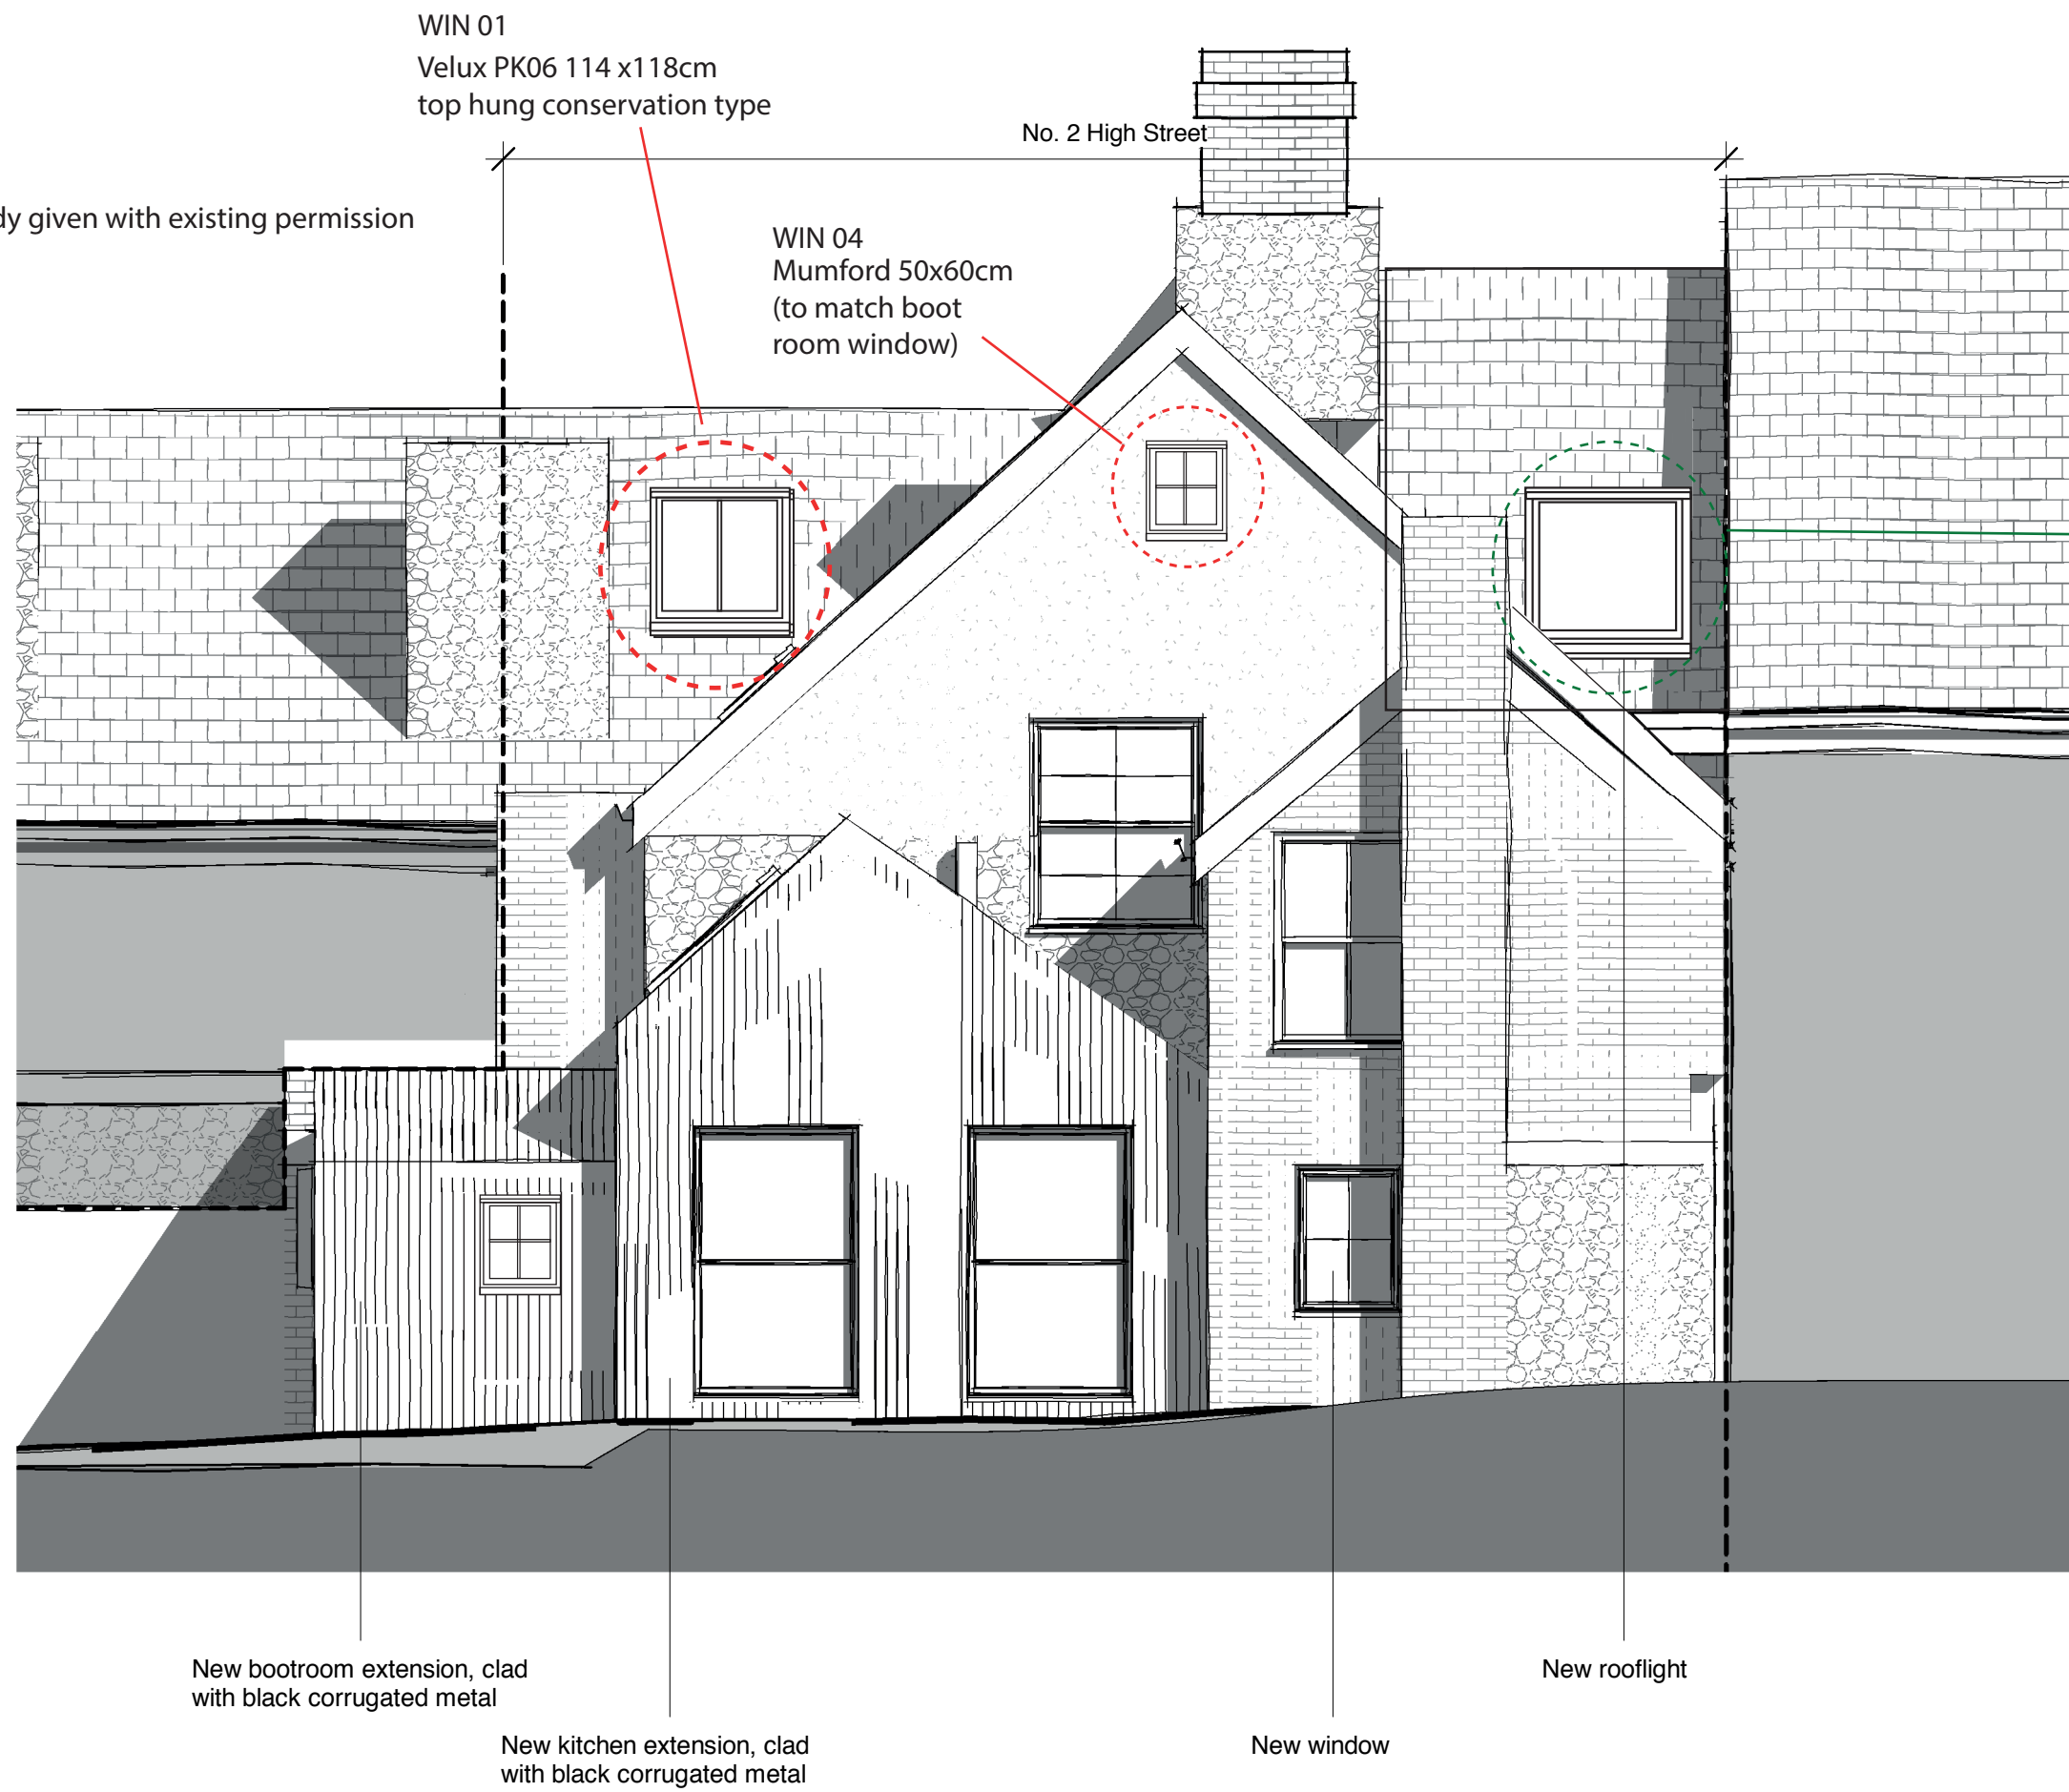 WIN 01
Velux PK06 114 x118cm
top hung conservation type
No. 2 High Street
given with existing permission
WIN 04
Mumford 50x60cm
(to match boot
room window)
New bootroom extension, clad
with black corrugated metal
New rooflight
New kitchen extension, clad
with black corrugated metal
New window